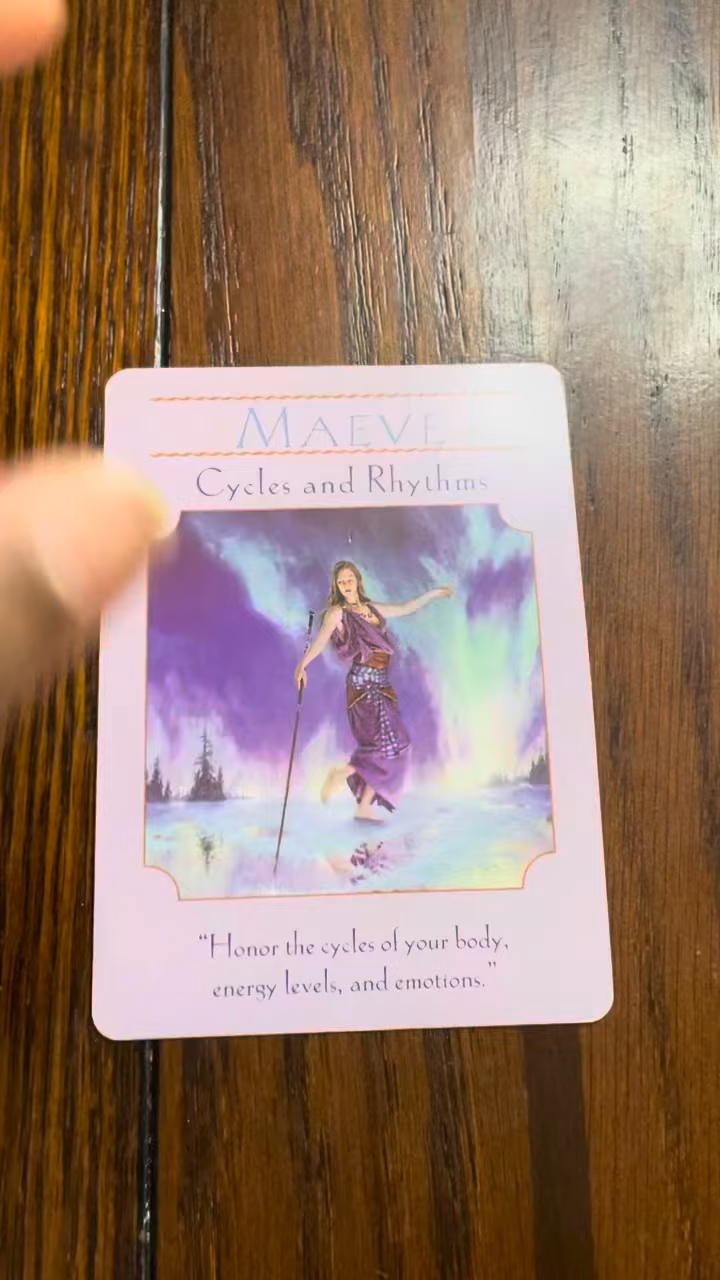 MAEVE
Cycles and Rhythms
“Honor the cycles of your body,
energy levels, and emotions.”